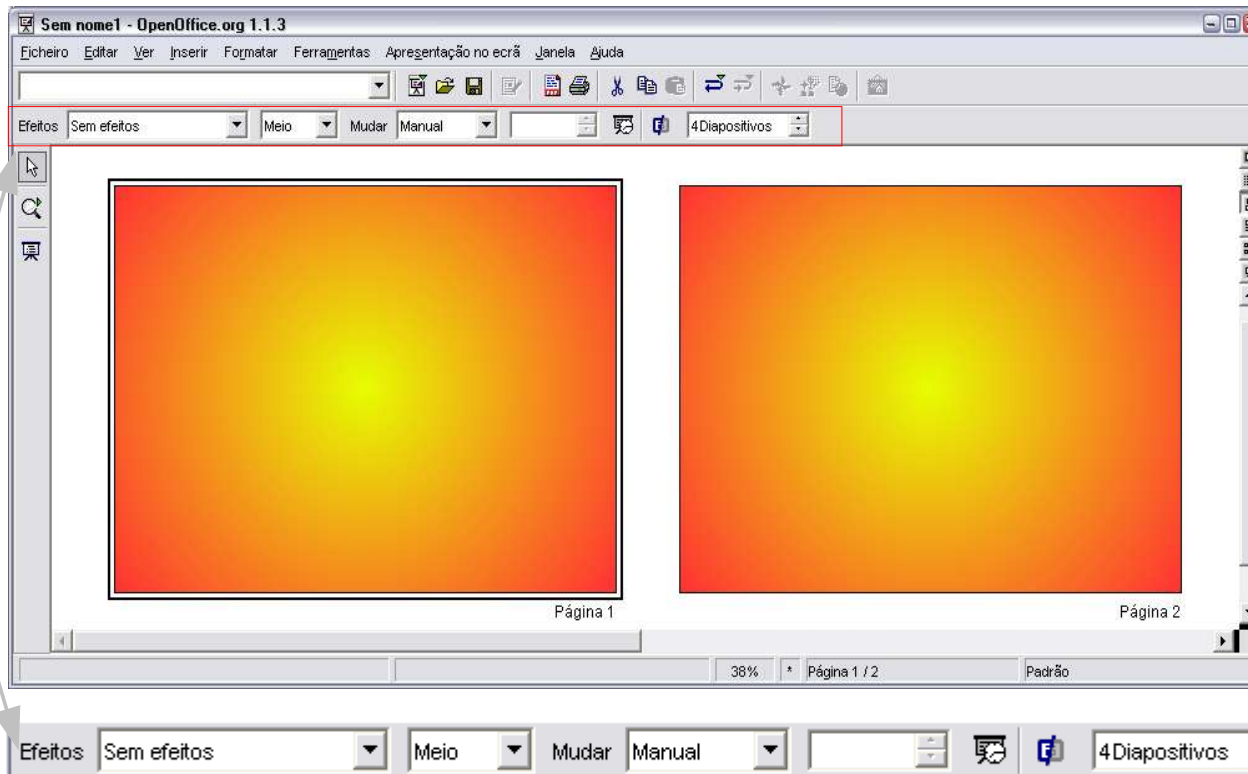 Sem nome1 - OpenOffice.org 1.1.3
Ficheiro Editar Ver Inserir Formatar Ferramentas Apresentação no ecrã Janela Ajuda
Efeitos Sem efeitos Meio Mudar Manual 4Diapositivos
Página 1 Página 2
38% * Página 1 / 2 Padrão
Efeitos Sem efeitos Meio Mudar Manual 4Diapositivos